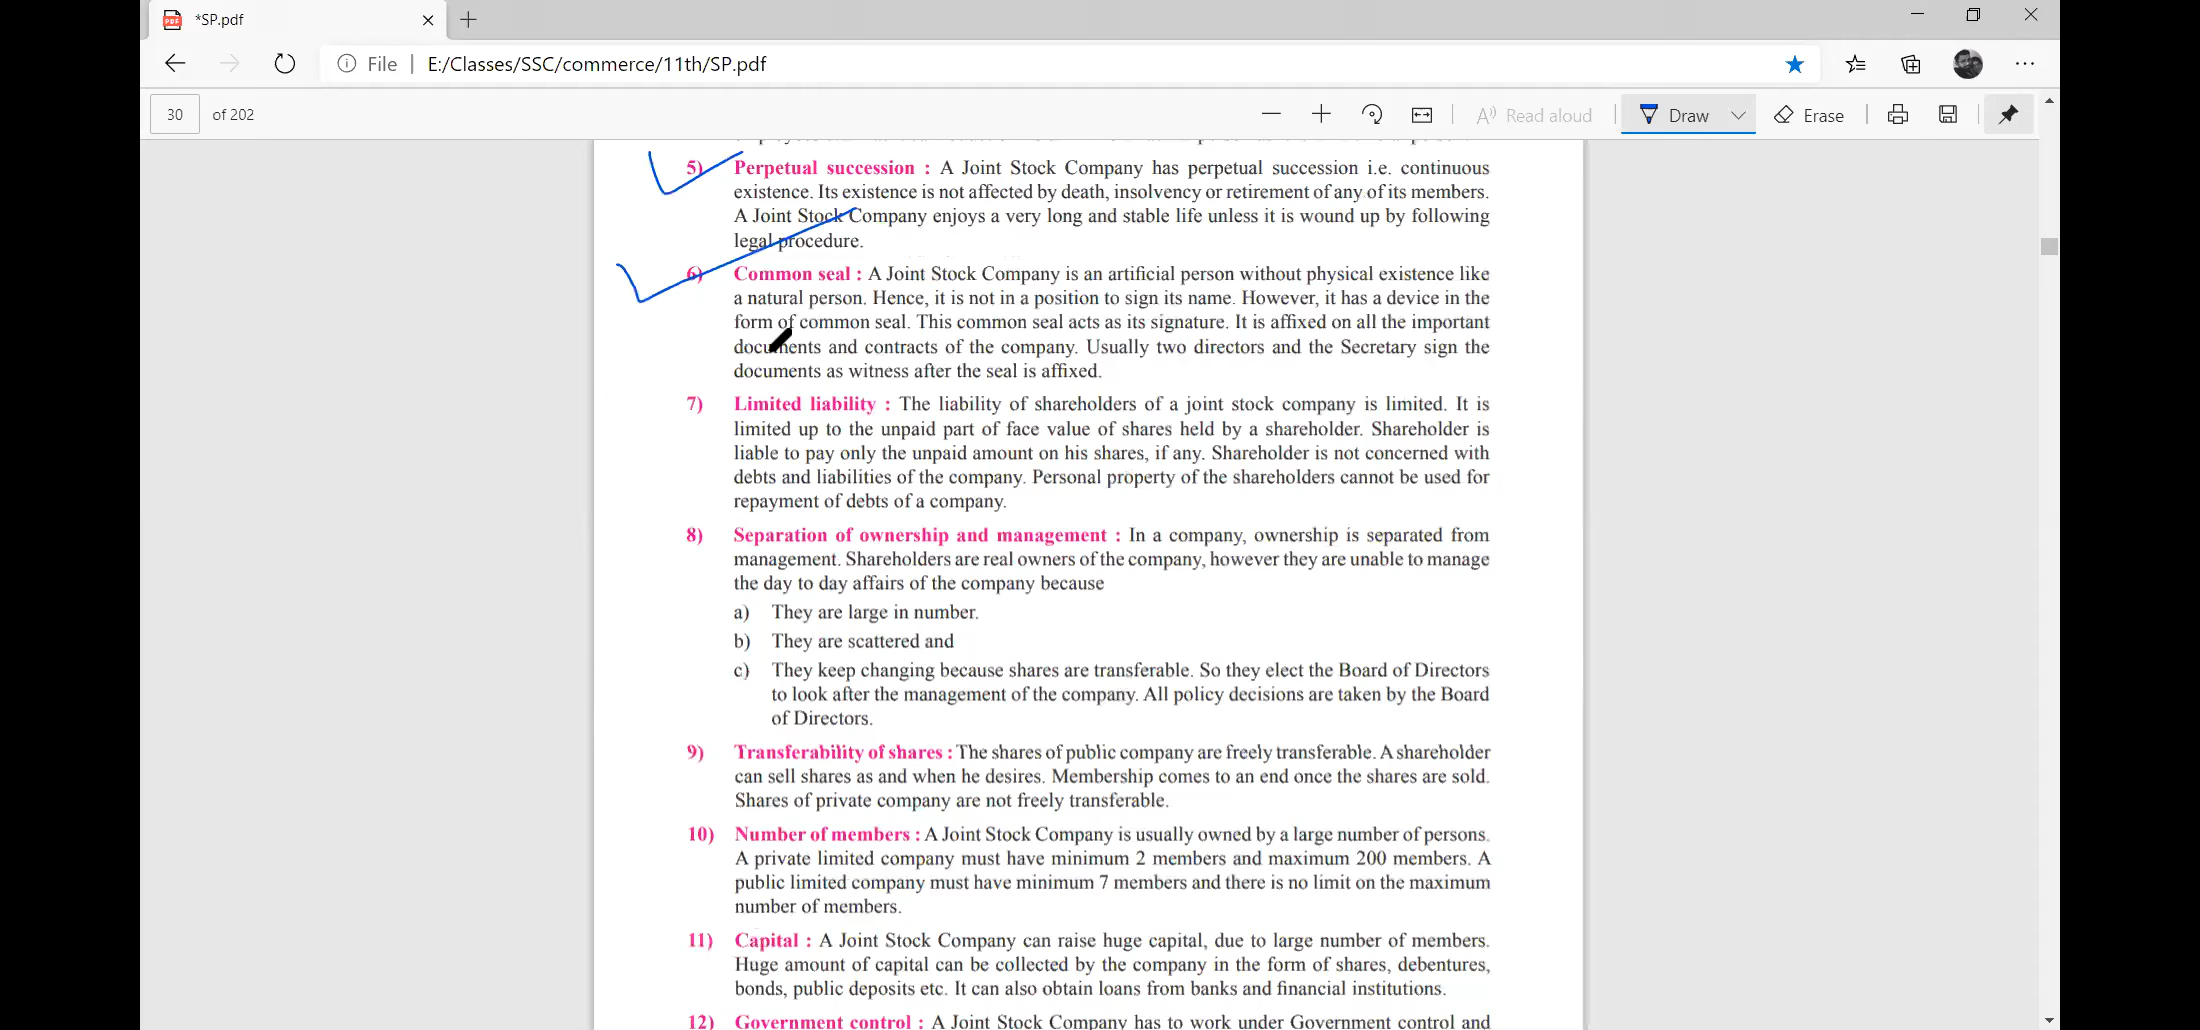 *SP.pdf
File | E:/Classes/SSC/commerce/11th/SP.pdf
30 of 202
Read aloud
Draw
Erase
5) Perpetual succession : A Joint Stock Company has perpetual succession i.e. continuous
existence. Its existence is not affected by death, insolvency or retirement of any of its members.
A Joint Stock Company enjoys a very long and stable life unless it is wound up by following
legal procedure.
6) Common seal : A Joint Stock Company is an artificial person without physical existence like
a natural person. Hence, it is not in a position to sign its name. However, it has a device in the
form of common seal. This common seal acts as its signature. It is affixed on all the important
documents and contracts of the company. Usually two directors and the Secretary sign the
documents as witness after the seal is affixed.
7) Limited liability : The liability of shareholders of a joint stock company is limited. It is
limited up to the unpaid part of face value of shares held by a shareholder. Shareholder is
liable to pay only the unpaid amount on his shares, if any. Shareholder is not concerned with
debts and liabilities of the company. Personal property of the shareholders cannot be used for
repayment of debts of a company.
8) Separation of ownership and management : In a company, ownership is separated from
management. Shareholders are real owners of the company, however they are unable to manage
the day to day affairs of the company because
a) They are large in number.
b) They are scattered and
c) They keep changing because shares are transferable. So they elect the Board of Directors
to look after the management of the company. All policy decisions are taken by the Board
of Directors.
9) Transferability of shares : The shares of public company are freely transferable. A shareholder
can sell shares as and when he desires. Membership comes to an end once the shares are sold.
Shares of private company are not freely transferable.
10) Number of members : A Joint Stock Company is usually owned by a large number of persons.
A private limited company must have minimum 2 members and maximum 200 members. A
public limited company must have minimum 7 members and there is no limit on the maximum
number of members.
11) Capital : A Joint Stock Company can raise huge capital, due to large number of members.
Huge amount of capital can be collected by the company in the form of shares, debentures,
bonds, public deposits etc. It can also obtain loans from banks and financial institutions.
12) Government control : A Joint Stock Company has to work under Government control and